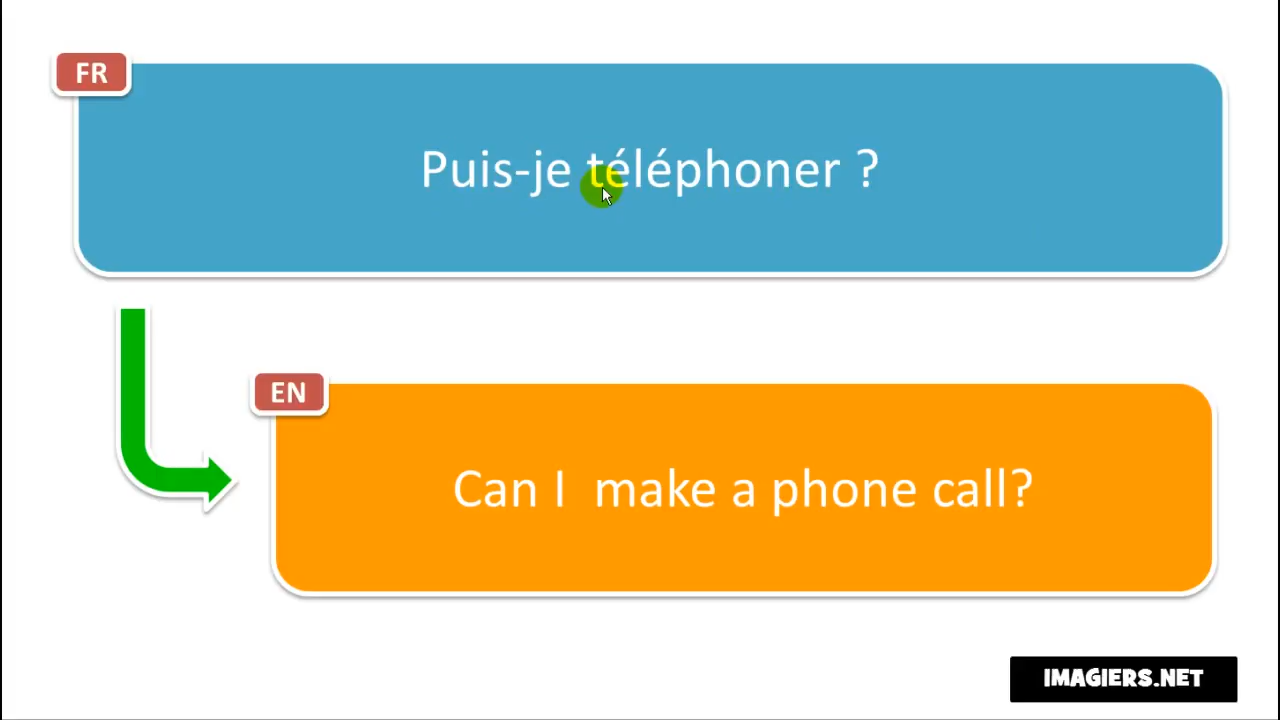 FR
Puis-je téléphoner ?
EN
Can I  make a phone call?
IMAGIERS.NET